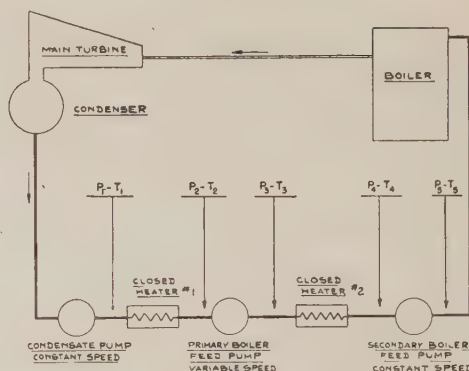 MAIN TURBINE
BOILER
CONDENSER
P1-T1
P2-T2
P3-T3
P4-T4
P5-T5
CLOSED
HEATER #1
CLOSED
HEATER #2
CONDENSATE PUMP
CONSTANT SPEED
PRIMARY BOILER
FEED PUMP
VARIABLE SPEED
SECONDARY BOILER
FEED PUMP
CONSTANT SPEED